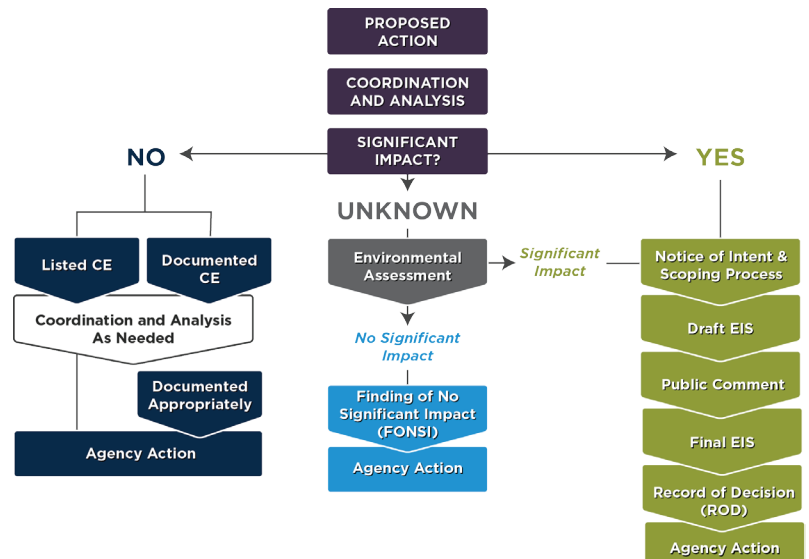 PROPOSED
ACTION
COORDINATION
AND ANALYSIS
SIGNIFICANT
IMPACT?
NO
YES
UNKNOWN
Listed CE
Documented
CE
Coordination and Analysis
As Needed
Documented
Appropriately
Agency Action
Environmental
Assessment
Significant
Impact
No Significant
Impact
Finding of No
Significant Impact
(FONSI)
Agency Action
Notice of Intent &
Scoping Process
Draft EIS
Public Comment
Final EIS
Record of Decision
(ROD)
Agency Action